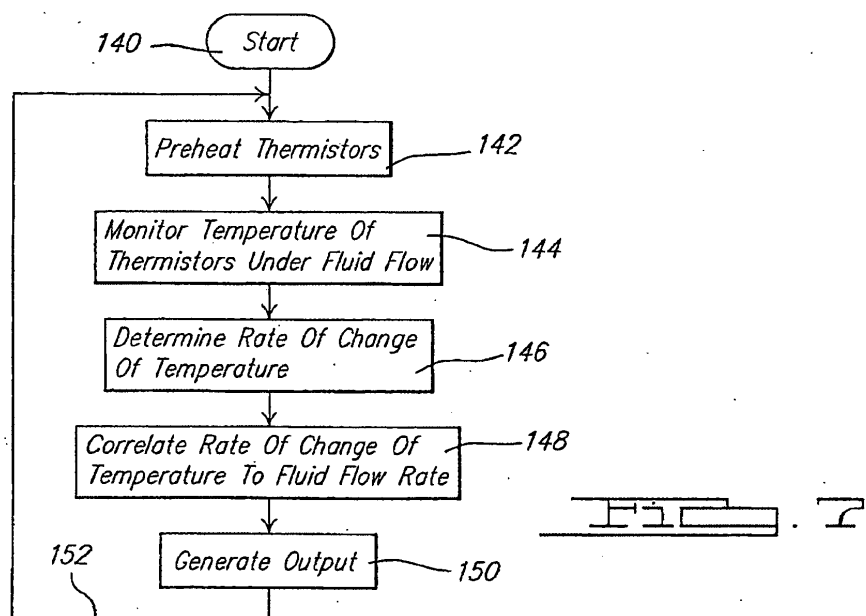 140
Start
Preheat Thermistors
142
Monitor Temperature Of
Thermistors Under Fluid Flow
144
Determine Rate Of Change
Of Temperature
146
Correlate Rate Of Change Of
Temperature To Fluid Flow Rate
148
Generate Output
150
152